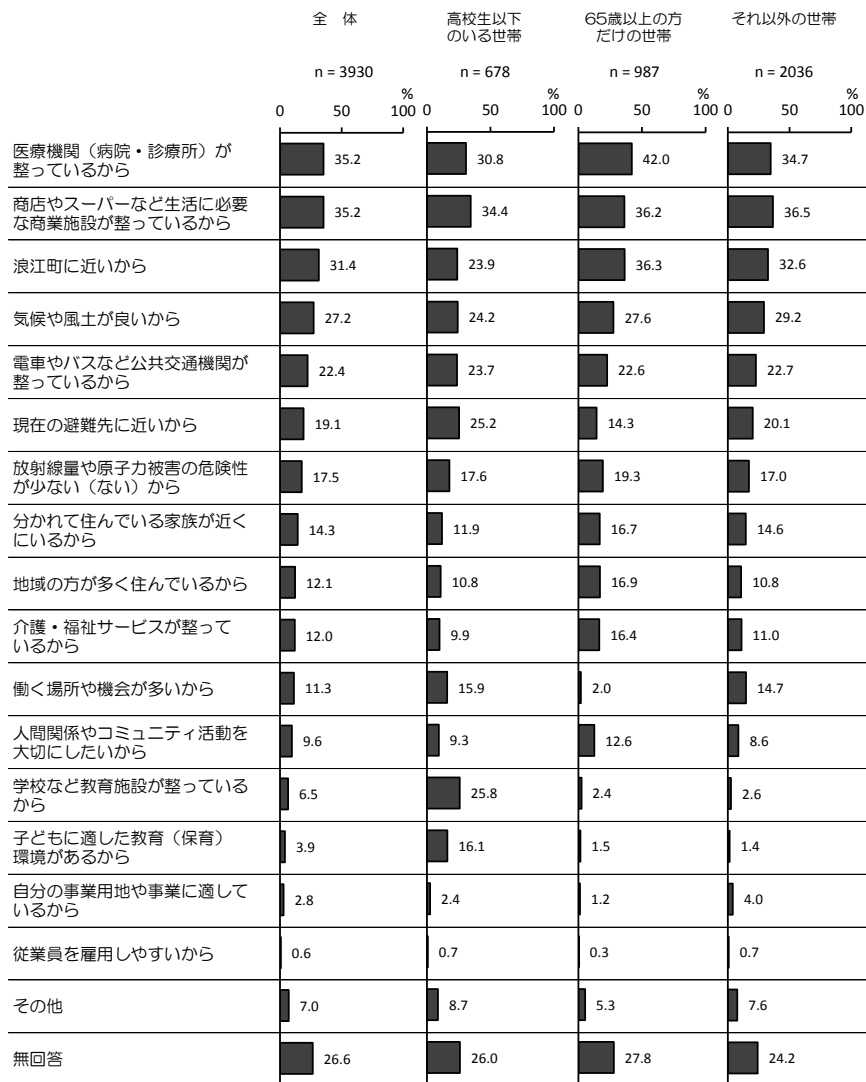 全　体
高校生以下
のいる世帯
65歳以上の方
だけの世帯
それ以外の世帯
n = 3930
n = 678
n = 987
n = 2036
% % % %
0 50 100 0 50 100 0 50 100 0 50 100
医療機関（病院・診療所）が
整っているから
35.2 30.8 42.0 34.7
商店やスーパーなど生活に必要
な商業施設が整っているから
35.2 34.4 36.2 36.5
浪江町に近いから
31.4 23.9 36.3 32.6
気候や風土が良いから
27.2 24.2 27.6 29.2
電車やバスなど公共交通機関が
整っているから
22.4 23.7 22.6 22.7
現在の避難先に近いから
19.1 25.2 14.3 20.1
放射線量や原子力被害の危険性
が少ない（ない）から
17.5 17.6 19.3 17.0
分かれて住んでいる家族が近く
にいるから
14.3 11.9 16.7 14.6
地域の方が多く住んでいるから
12.1 10.8 16.9 10.8
介護・福祉サービスが整って
いるから
12.0 9.9 16.4 11.0
働く場所や機会が多いから
11.3 15.9 2.0 14.7
人間関係やコミュニティ活動を
大切にしたいから
9.6 9.3 12.6 8.6
学校など教育施設が整っている
から
6.5 25.8 2.4 2.6
子どもに適した教育（保育）
環境があるから
3.9 16.1 1.5 1.4
自分の事業用地や事業に適して
いるから
2.8 2.4 1.2 4.0
従業員を雇用しやすいから
0.6 0.7 0.3 0.7
その他
7.0 8.7 5.3 7.6
無回答
26.6 26.0 27.8 24.2